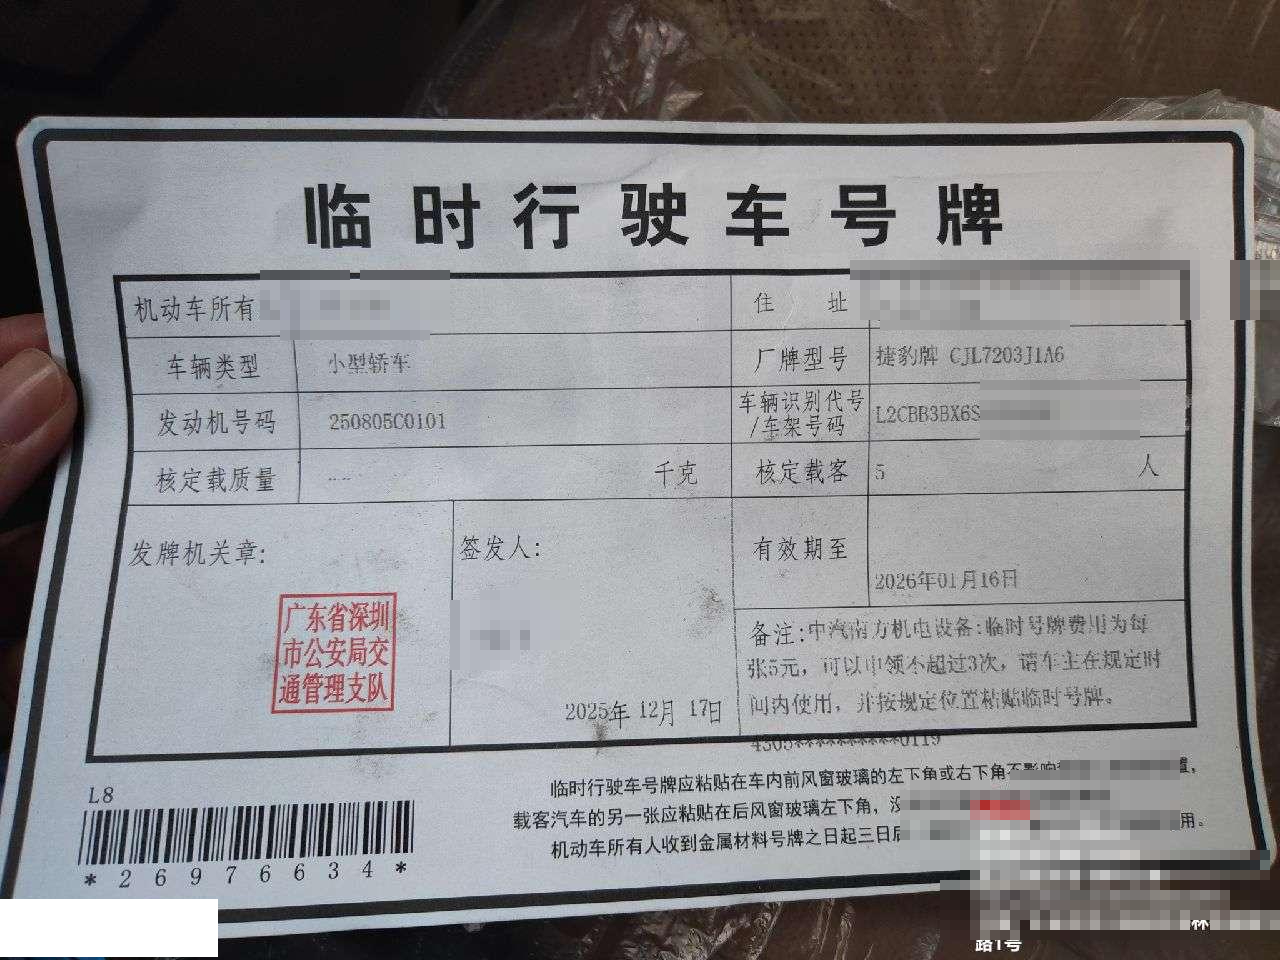 临时行驶车号牌
机动车所有
住 址
车辆类型 小型轿车
厂牌型号 捷豹牌 CJL7203J1A6
发动机号码 250805C0101
车辆识别代号/车架号码 L2CBB3BX6S
核定载质量 --- 千克
核定载客 5 人
发牌机关章:
广东省深圳
市公安局交
通管理支队
签发人:
2025年 12月 17日
有效期至
2026年01月16日
备注:中汽南方机电设备:临时号牌费用为每
张5元,可以申领不超过3次,请车主在规定时
间内使用,并按规定位置粘贴临时号牌。
4305**********0119
临时行驶车号牌应粘贴在车内前风窗玻璃的左下角或右下角不影响 置,
载客汽车的另一张应粘贴在后风窗玻璃左下角,没
用。
机动车所有人收到金属材料号牌之日起三日
L8
*26976634*
林
路1号